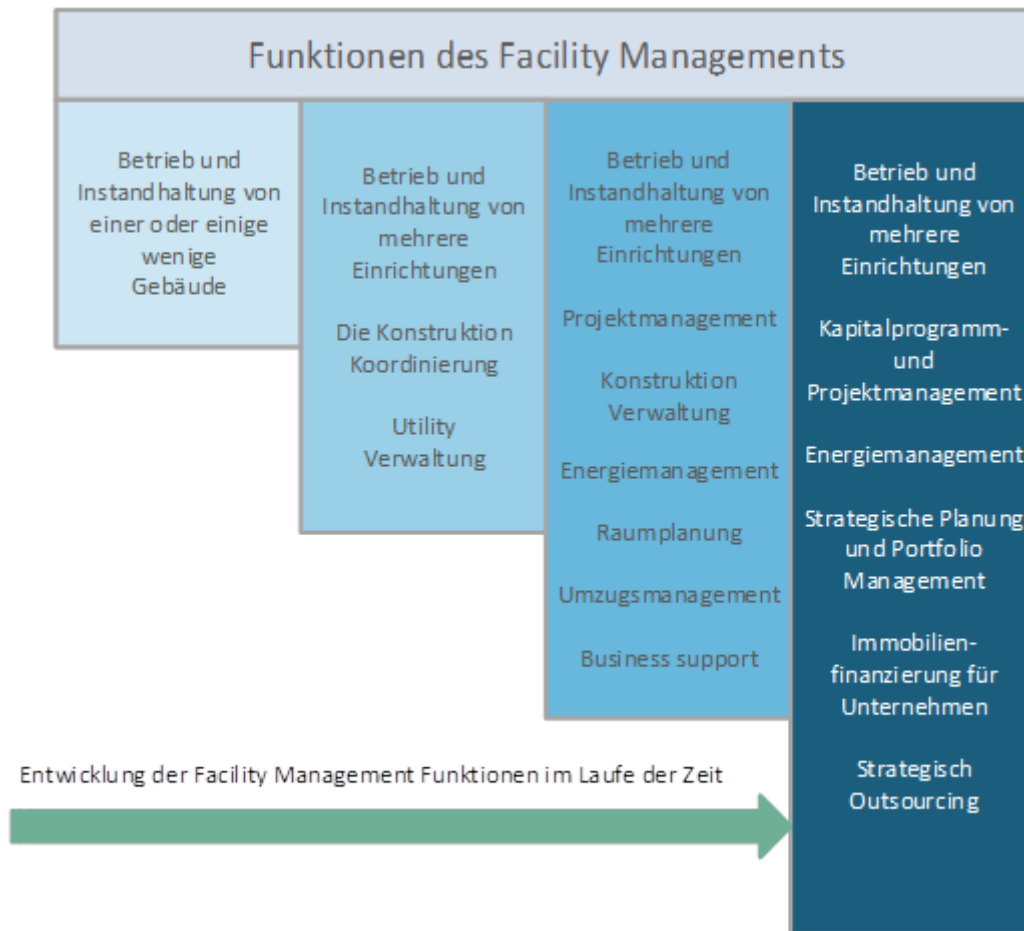 Funktionen des Facility Managements
Betrieb und
Instandhaltung von
einer oder einige
wenige
Gebäude
Betrieb und
Instandhaltung von
mehrere
Einrichtungen
Die Konstruktion
Koordinierung
Utility
Verwaltung
Betrieb und
Instandhaltung von
mehrere
Einrichtungen
Projektmanagement
Konstruktion
Verwaltung
Energiemanagement
Raumplanung
Umzugsmanagement
Business support
Betrieb und
Instandhaltung von
mehrere
Einrichtungen
Kapitalprogramm-
und
Projektmanagement
Energiemanagement
Strategische Planung
und Portfolio
Management
Immobilien-
finanzierung für
Unternehmen
Strategisch
Outsourcing
Entwicklung der Facility Management Funktionen im Laufe der Zeit